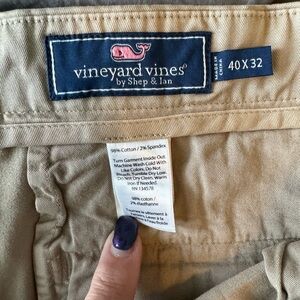 vineyard vines®
by Shep & Ian
MADE IN
CHINA
40X32
98% Cotton / 2% Spandex
Turn Garment Inside Out
Machine Wash Cold With
Like Colors, Do Not
Bleach, Tumble Dry Low,
Do Not Dry Clean, Warm
Iron if Needed
RN 134578
98% coton /
2% élasthanne